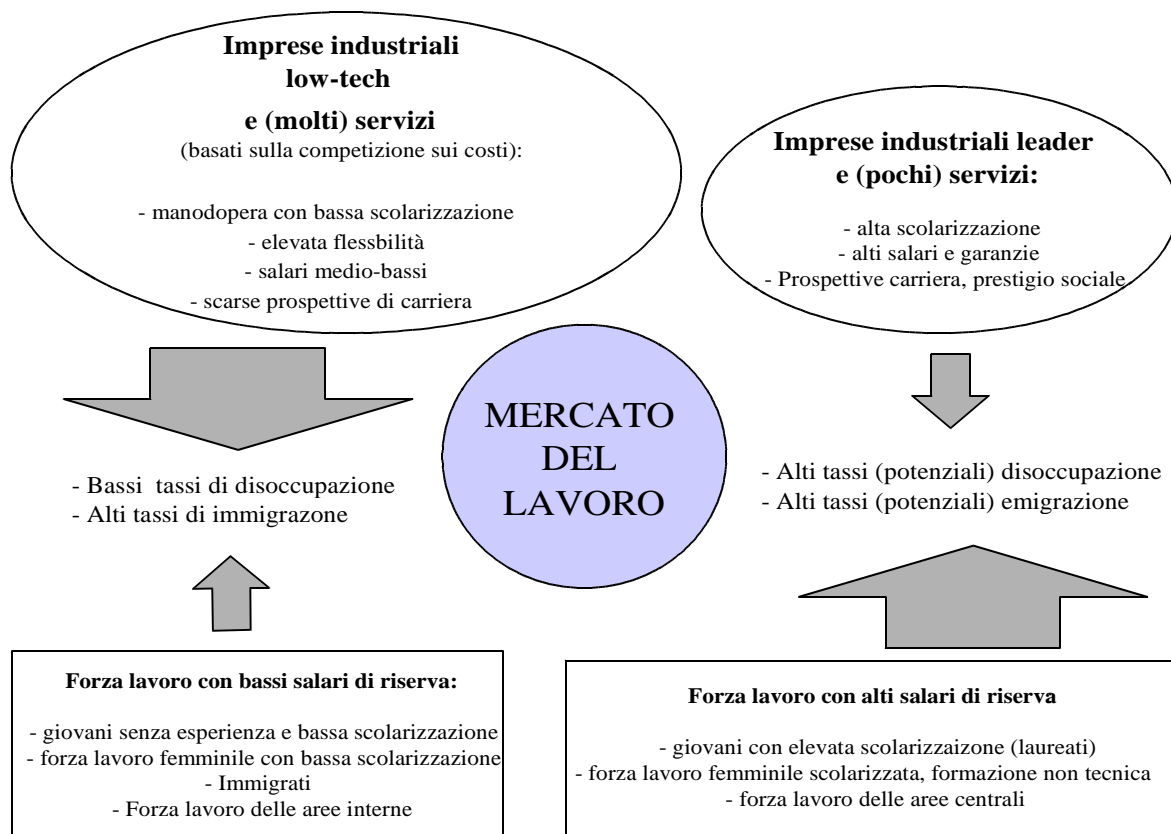 Imprese industriali
low-tech
e (molti) servizi
(basati sulla competizione sui costi):
- manodopera con bassa scolarizzazione
- elevata flessbilità
- salari medio-bassi
- scarse prospettive di carriera
Imprese industriali leader
e (pochi) servizi:
- alta scolarizzazione
- alti salari e garanzie
- Prospettive carriera, prestigio sociale
MERCATO
DEL
LAVORO
- Bassi tassi di disoccupazione
- Alti tassi di immigrazone
- Alti tassi (potenziali) disoccupazione
- Alti tassi (potenziali) emigrazione
Forza lavoro con bassi salari di riserva:
- giovani senza esperienza e bassa scolarizzazione
- forza lavoro femminile con bassa scolarizzazione
- Immigrati
- Forza lavoro delle aree interne
Forza lavoro con alti salari di riserva
- giovani con elevata scolarizzaizone (laureati)
- forza lavoro femminile scolarizzata, formazione non tecnica
- forza lavoro delle aree centrali